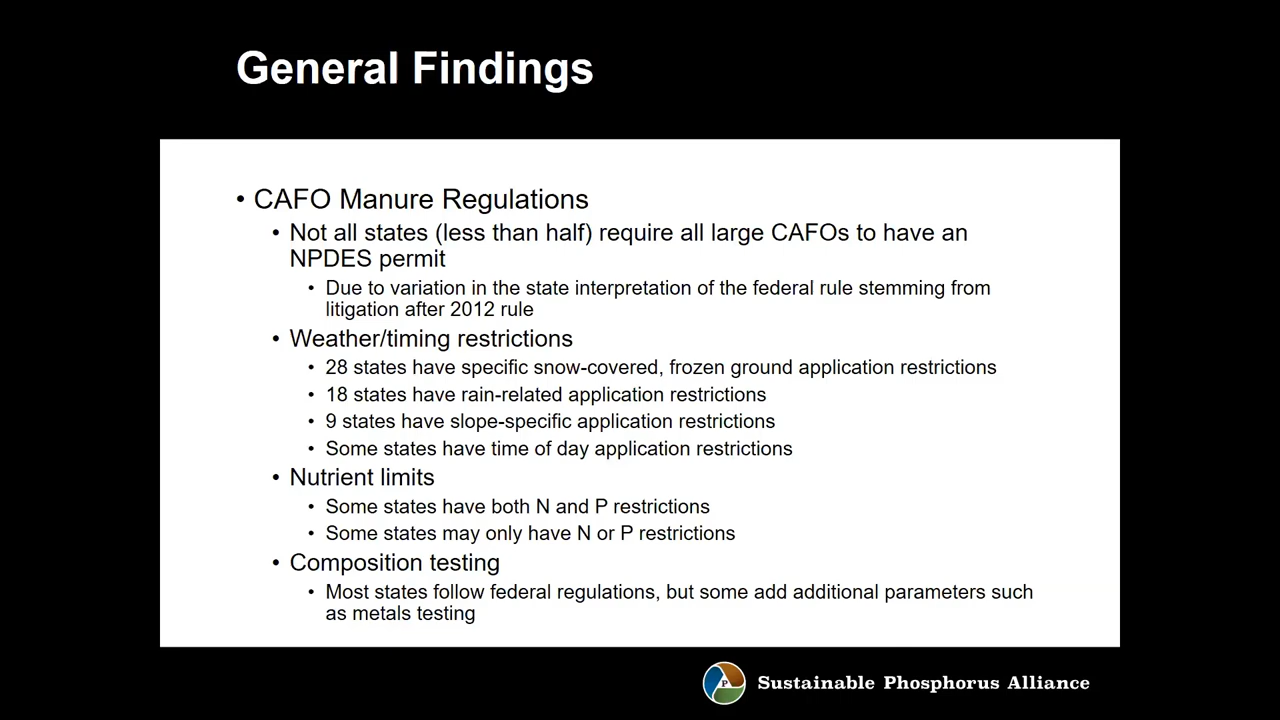 General Findings
• CAFO Manure Regulations
• Not all states (less than half) require all large CAFOs to have an
NPDES permit
• Due to variation in the state interpretation of the federal rule stemming from
litigation after 2012 rule
• Weather/timing restrictions
• 28 states have specific snow-covered, frozen ground application restrictions
• 18 states have rain-related application restrictions
• 9 states have slope-specific application restrictions
• Some states have time of day application restrictions
• Nutrient limits
• Some states have both N and P restrictions
• Some states may only have N or P restrictions
• Composition testing
• Most states follow federal regulations, but some add additional parameters such
as metals testing
P
Sustainable Phosphorus Alliance